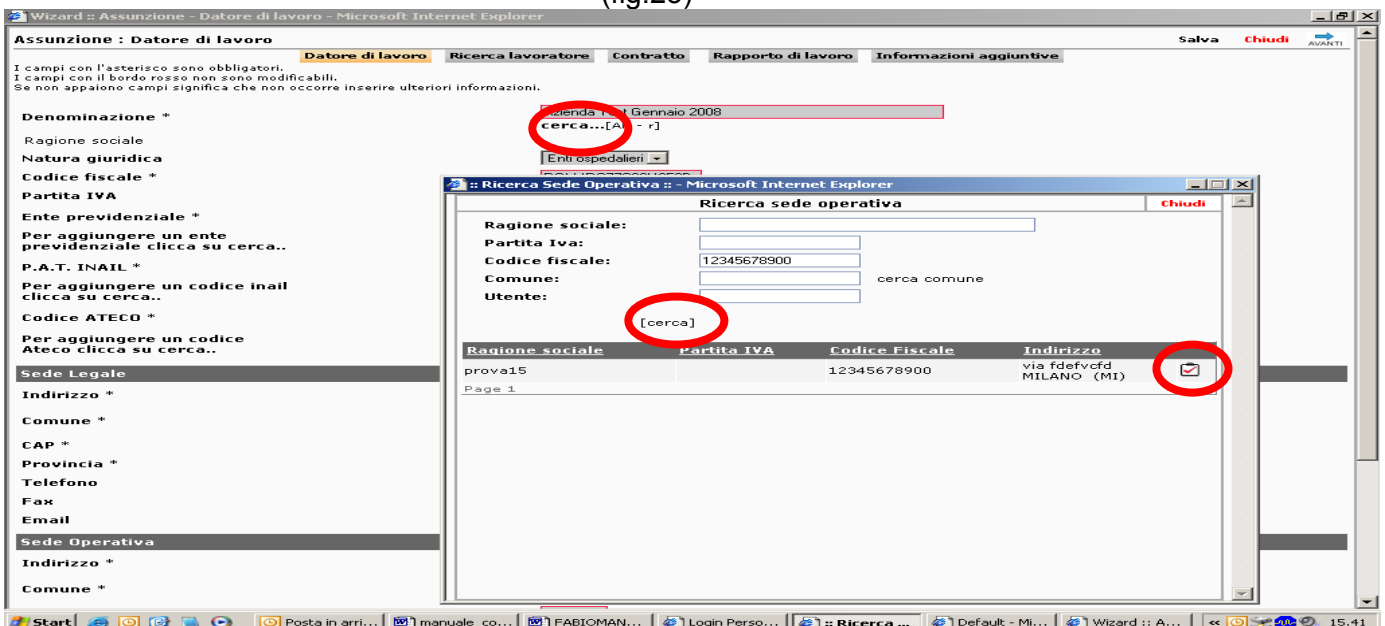 Wizard :: Assunzione - Datore di lavoro - Microsoft Internet Explorer
Assunzione : Datore di lavoro
Salva Chiudi AVANTI
Datore di lavoro Ricerca lavoratore Contratto Rapporto di lavoro Informazioni aggiuntive
I campi con l'asterisco sono obbligatori.
I campi con il bordo rosso non sono modificabili.
Se non appaiono campi significa che non occorre inserire ulteriori informazioni.
Denominazione *
Gennaio 2008
cerca...
Ragione sociale
Natura giuridica
Enti ospedalieri
Codice fiscale *
Partita IVA
Ente previdenziale *
Per aggiungere un ente
previdenziale clicca su cerca..
P.A.T. INAIL *
Per aggiungere un codice inail
clicca su cerca..
Codice ATECO *
Per aggiungere un codice
Ateco clicca su cerca..
Sede Legale
Indirizzo *
Comune *
CAP *
Provincia *
Telefono
Fax
Email
Sede Operativa
Indirizzo *
Comune *
:: Ricerca Sede Operativa :: - Microsoft Internet Explorer
Ricerca sede operativa
Chiudi
Ragione sociale:
Partita Iva:
Codice fiscale: 12345678900
Comune: cerca comune
Utente:
[cerca]
Ragione sociale Partita IVA Codice Fiscale Indirizzo
prova15 12345678900 via fdefvcfd
MILANO (MI)
Page 1
Start Posta in arri... manuale_co... FABIOMAN... Login Perso... :: Ricerca ... Default - Mi... Wizard :: A... « 15.41